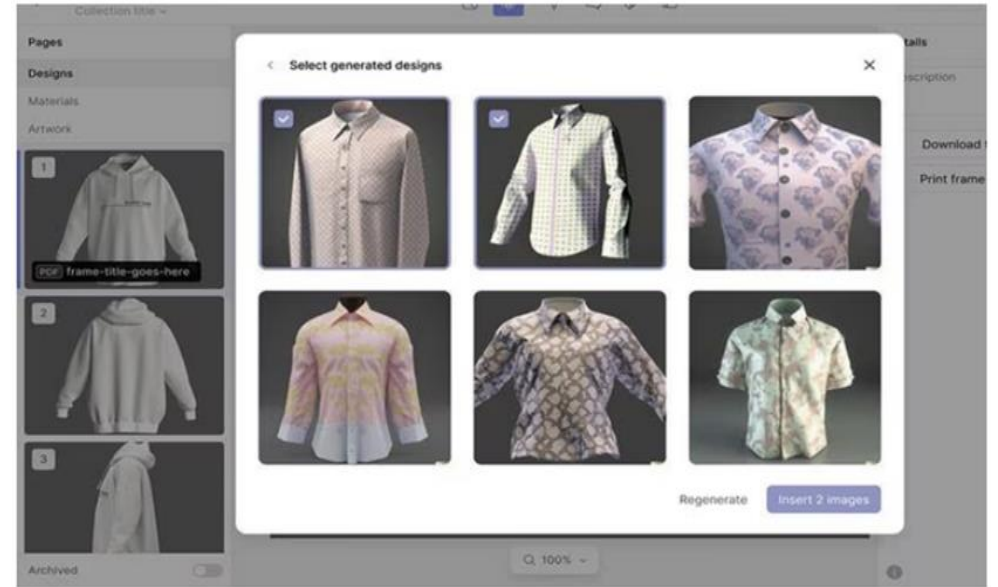 Collection title
Pages
Designs
Materials
Artwork
1
PDF frame-title-goes-here
2
3
Archived
Select generated designs
Regenerate
Insert 2 images
100%
tails
escription
Download
Print frame